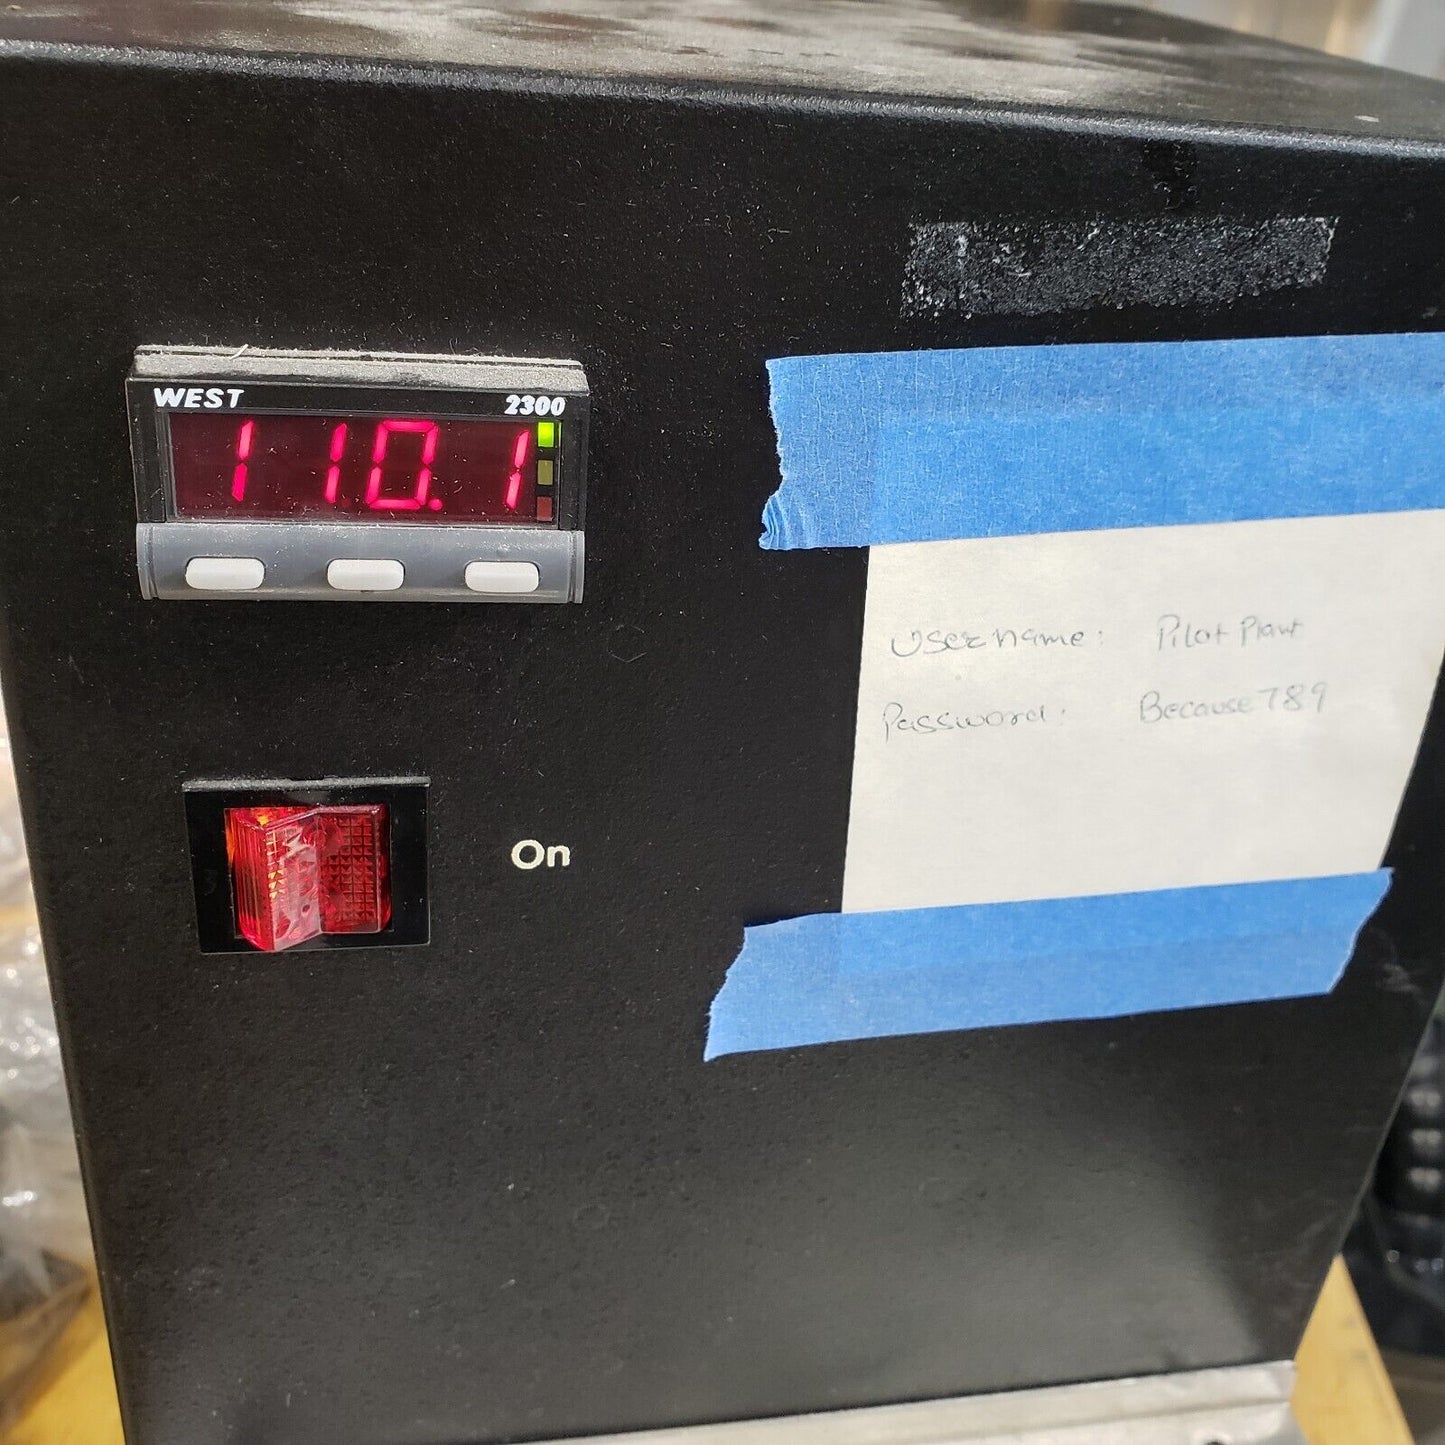 WEST 2300
110.1
Username: Pilot Plant
Password: Because789
On